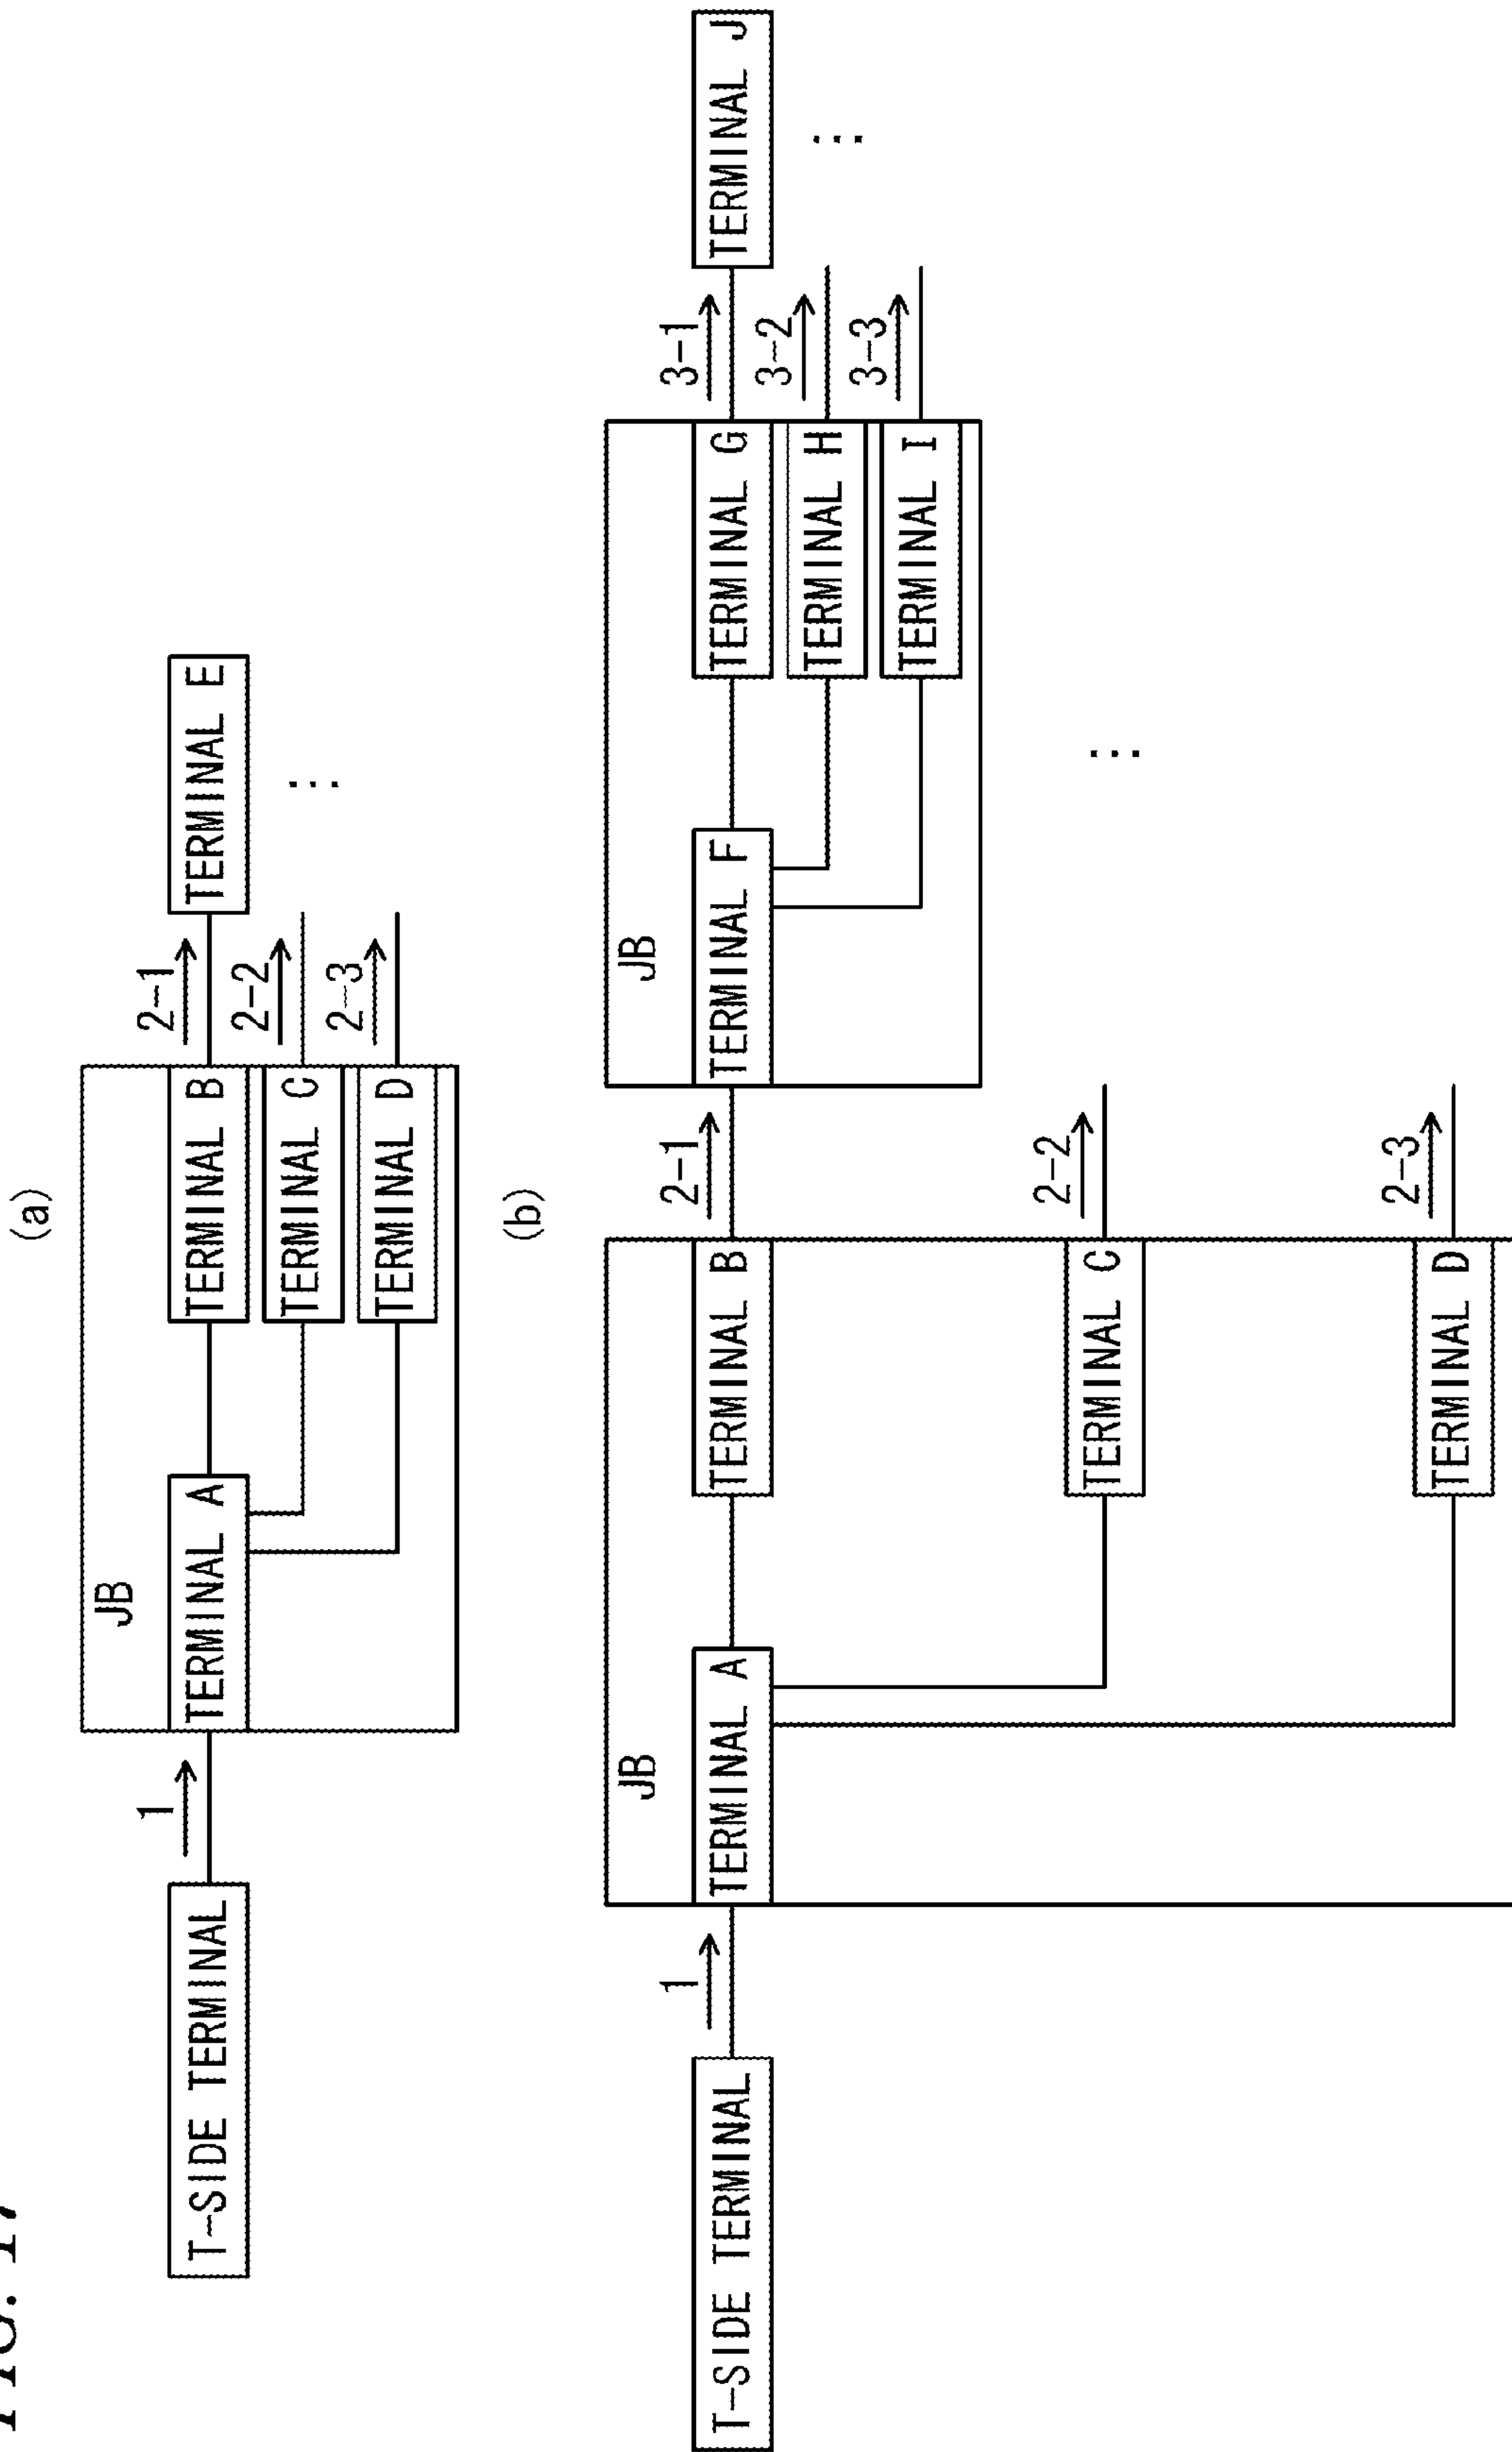 FIG. 17
(a)
T-SIDE TERMINAL
1
JB
TERMINAL A
TERMINAL B
TERMINAL C
TERMINAL D
2-1
2-2
2-3
TERMINAL E
...
(b)
T-SIDE TERMINAL
1
JB
TERMINAL A
TERMINAL B
TERMINAL C
TERMINAL D
2-1
2-2
2-3
JB
TERMINAL F
TERMINAL G
TERMINAL H
TERMINAL I
3-1
3-2
3-3
TERMINAL J
...
...